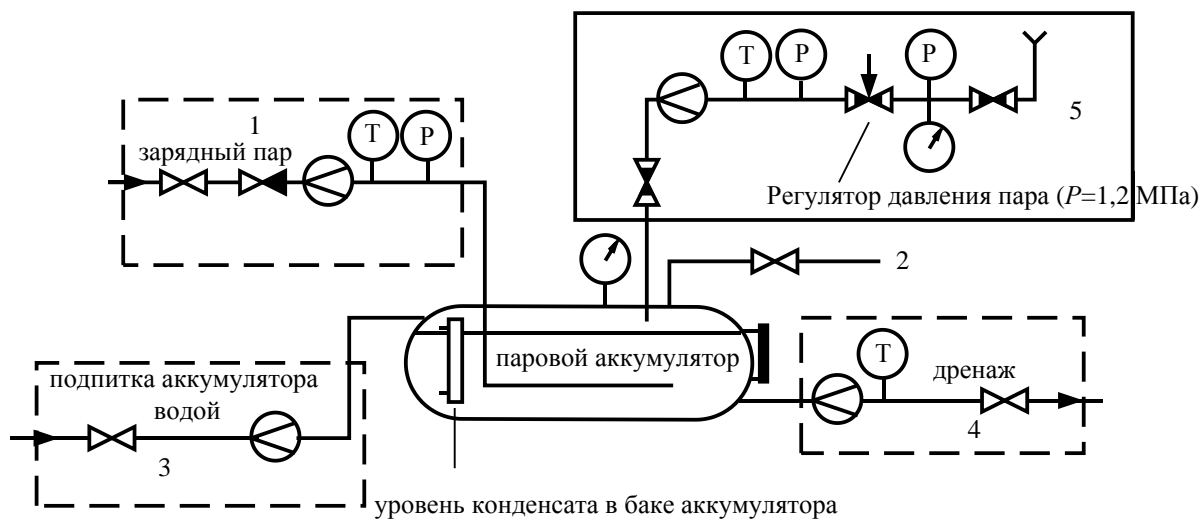 T
P
P
5
1
зарядный пар
T
P
Регулятор давления пара (P=1,2 МПа)
2
паровой аккумулятор
T
дренаж
4
подпитка аккумулятора
водой
3
уровень конденсата в баке аккумулятора